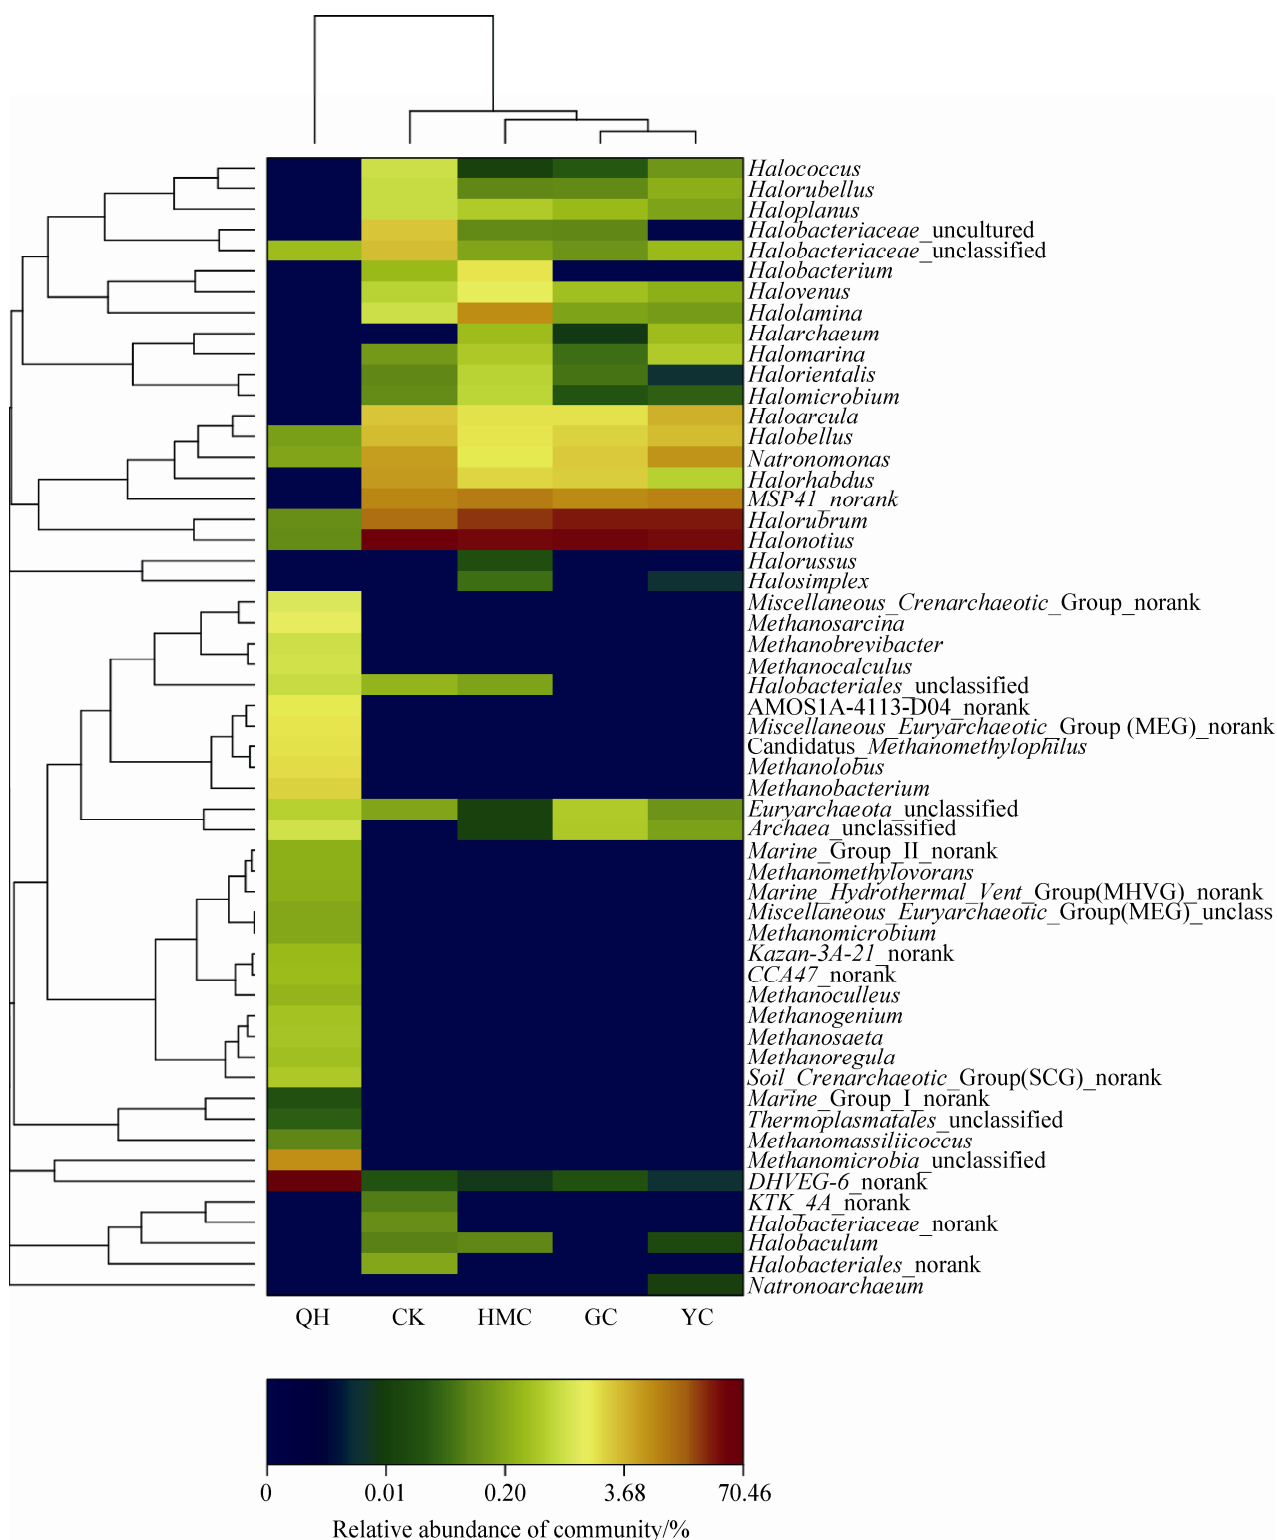 Halococcus
Halorubellus
Haloplanus
Halobacteriaceae_uncultured
Halobacteriaceae_unclassified
Halobacterium
Halovenus
Halolamina
Halarchaeum
Halomarina
Halorientalis
Halomicrobium
Haloarcula
Halobellus
Natronomonas
Halorhabdus
MSP41_norank
Halorubrum
Halonotius
Halorussus
Halosimplex
Miscellaneous_Crenarchaeotic_Group_norank
Methanosarcina
Methanobrevibacter
Methanocalculus
Halobacteriales_unclassified
AMOS1A-4113-D04_norank
Miscellaneous_Euryarchaeotic_Group (MEG)_norank
Candidatus_Methanomethylophilus
Methanolobus
Methanobacterium
Euryarchaeota_unclassified
Archaea_unclassified
Marine_Group_II_norank
Methanomethylovorans
Marine_Hydrothermal_Vent_Group(MHVG)_norank
Miscellaneous_Euryarchaeotic_Group(MEG)_unclass
Methanomicrobium
Kazan-3A-21_norank
CCA47_norank
Methanoculleus
Methanogenium
Methanosaeta
Methanoregula
Soil_Crenarchaeotic_Group(SCG)_norank
Marine_Group_I_norank
Thermoplasmatales_unclassified
Methanomassiliicoccus
Methanomicrobia_unclassified
DHVEG-6_norank
KTK_4A_norank
Halobacteriaceae_norank
Halobaculum
Halobacteriales_norank
Natronoarchaeum
QH CK HMC GC YC
0 0.01 0.20 3.68 70.46
Relative abundance of community/%